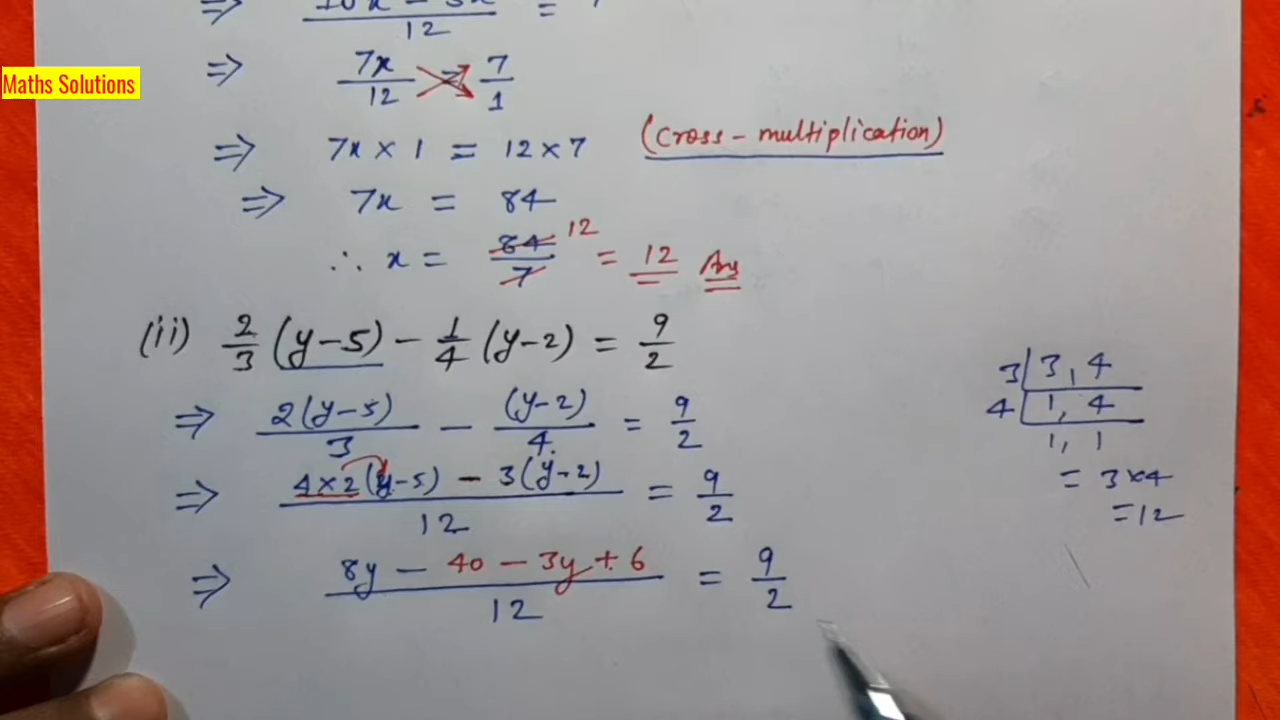 Maths Solutions
⇒ 12 =
⇒ 7x/12 = 7/1
⇒ 7x × 1 = 12 × 7 (cross-multiplication)
⇒ 7x = 84
∴ x = 84/7 12 = 12 Ans
(ii) 2/3 (y-5) - 1/4 (y-2) = 9/2
⇒ 2(y-5)/3 - (y-2)/4 = 9/2
⇒ 4×2(y-5) - 3(y-2)/12 = 9/2
⇒ 8y - 40 - 3y + 6/12 = 9/2
3 | 3, 4
4 | 1, 4
1, 1
= 3×4
= 12